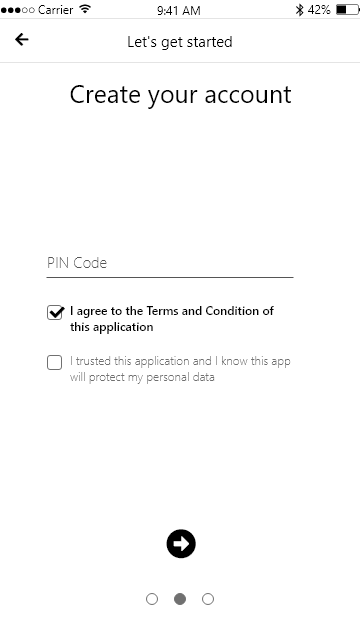 Carrier 9:41 AM 42%
Let's get started
Create your account
PIN Code
I agree to the Terms and Condition of
this application
I trusted this application and I know this app
will protect my personal data